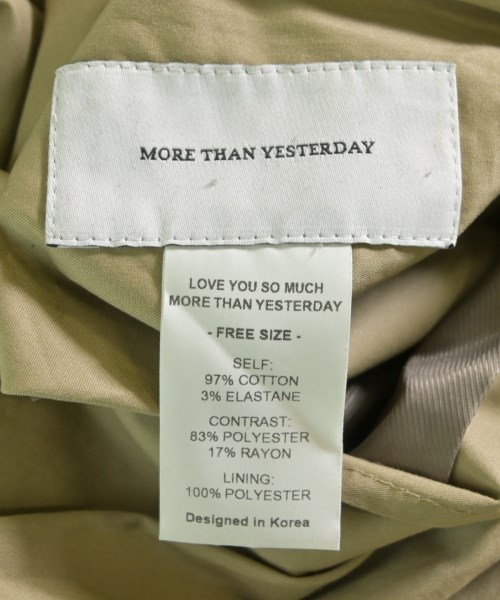 MORE THAN YESTERDAY
LOVE YOU SO MUCH
MORE THAN YESTERDAY
- FREE SIZE -
SELF:
97% COTTON
3% ELASTANE
CONTRAST:
83% POLYESTER
17% RAYON
LINING:
100% POLYESTER
Designed in Korea